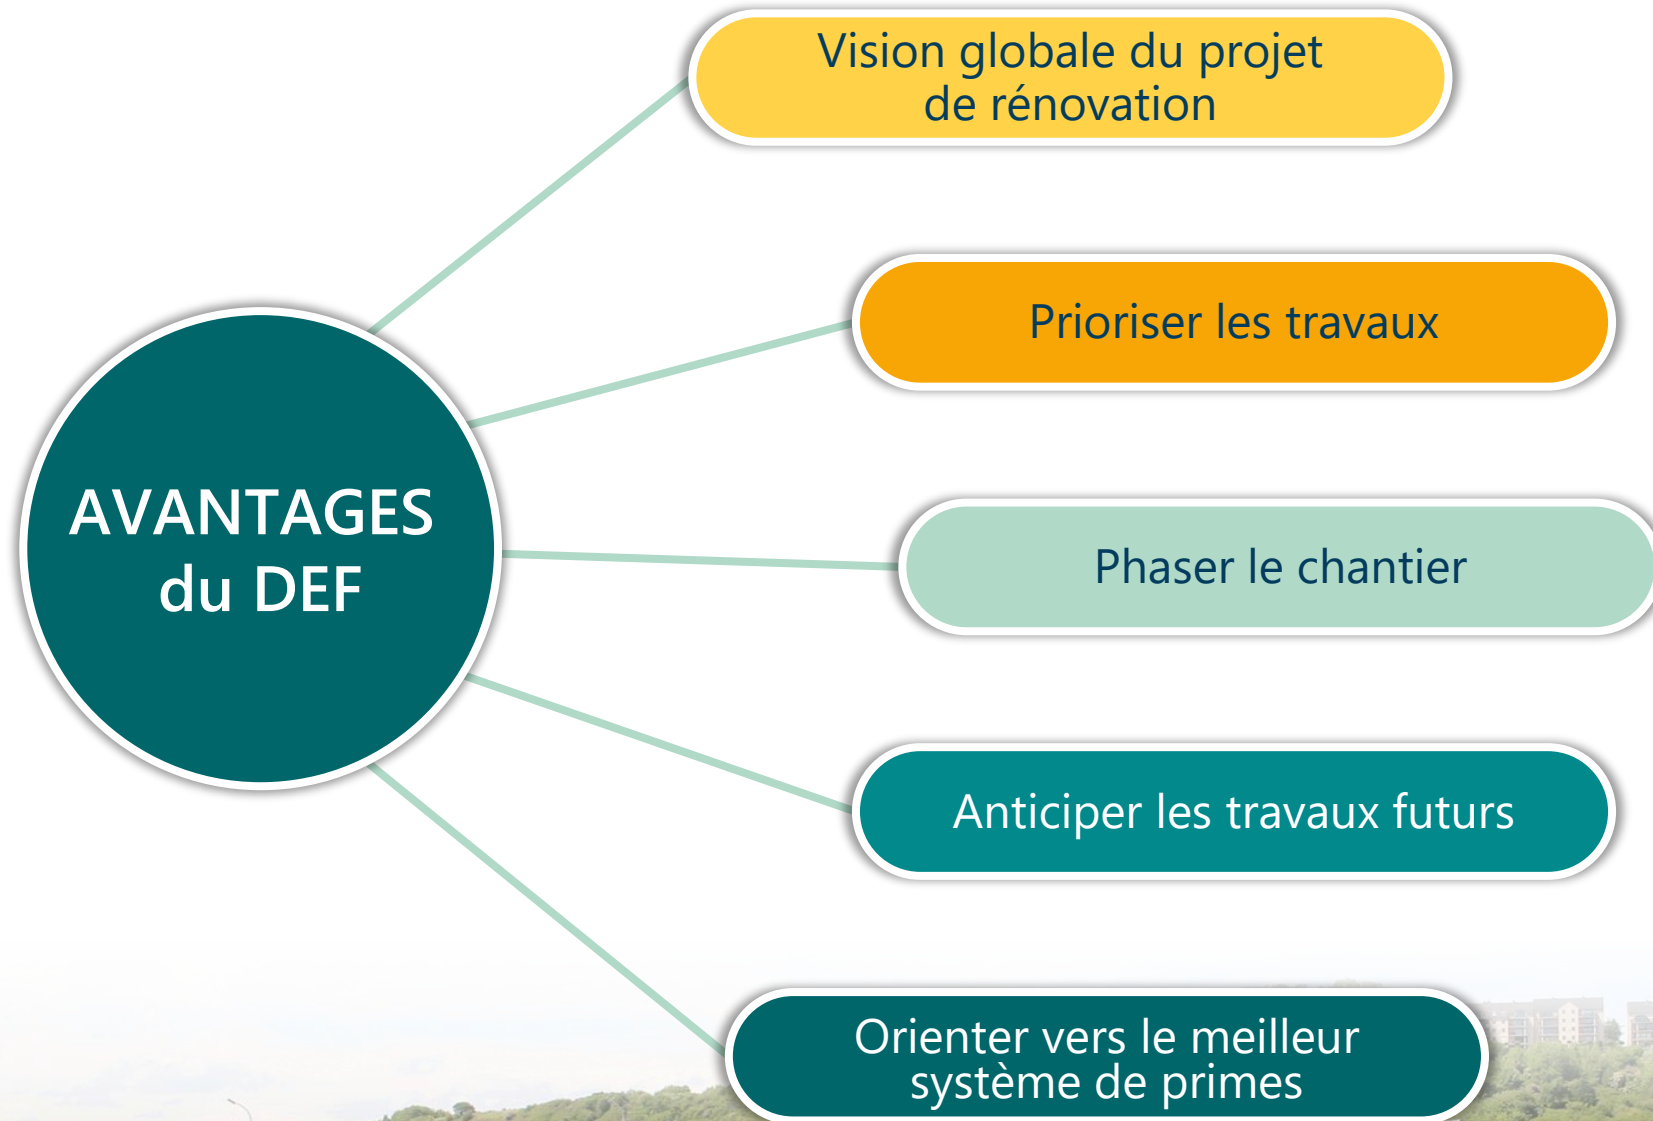 Vision globale du projet
de rénovation
Prioriser les travaux
AVANTAGES
du DEF
Phaser le chantier
Anticiper les travaux futurs
Orienter vers le meilleur
système de primes